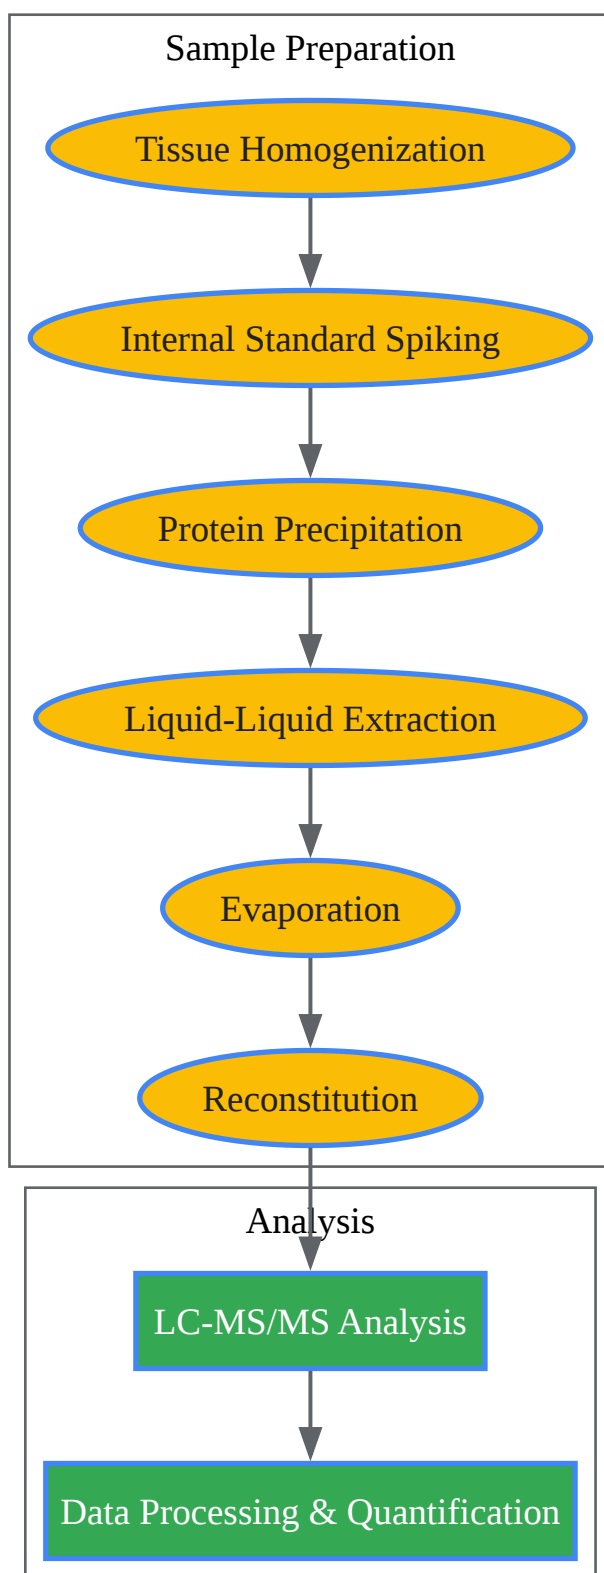 Sample Preparation
Tissue Homogenization
Internal Standard Spiking
Protein Precipitation
Liquid-Liquid Extraction
Evaporation
Reconstitution
Analysis
LC-MS/MS Analysis
Data Processing & Quantification